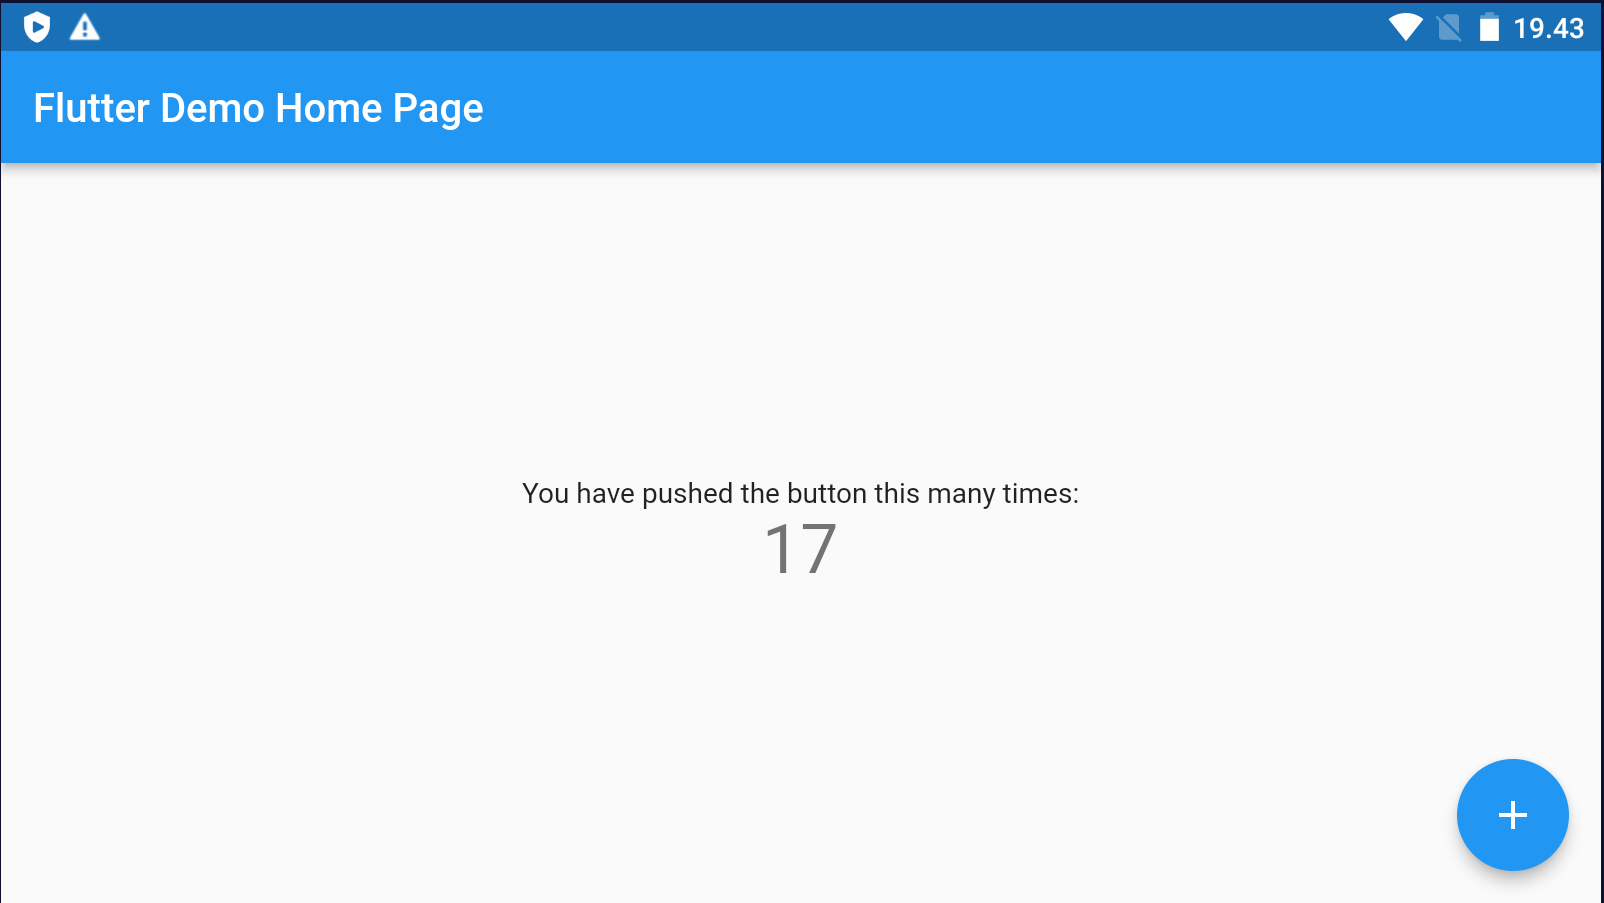 19.43
Flutter Demo Home Page
You have pushed the button this many times:
17